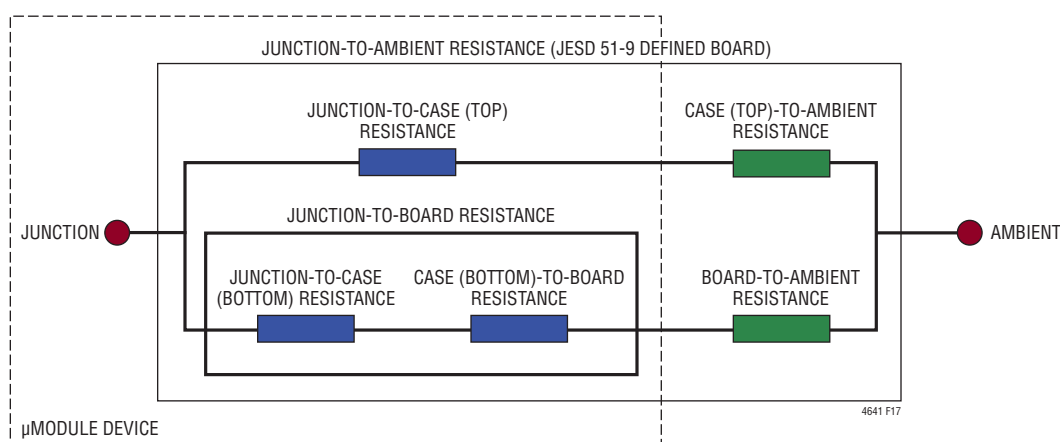 JUNCTION-TO-AMBIENT RESISTANCE (JESD 51-9 DEFINED BOARD)
JUNCTION-TO-CASE (TOP)
RESISTANCE
CASE (TOP)-TO-AMBIENT
RESISTANCE
JUNCTION-TO-BOARD RESISTANCE
JUNCTION
AMBIENT
JUNCTION-TO-CASE
(BOTTOM) RESISTANCE
CASE (BOTTOM)-TO-BOARD
RESISTANCE
BOARD-TO-AMBIENT
RESISTANCE
4641 F17
µMODULE DEVICE